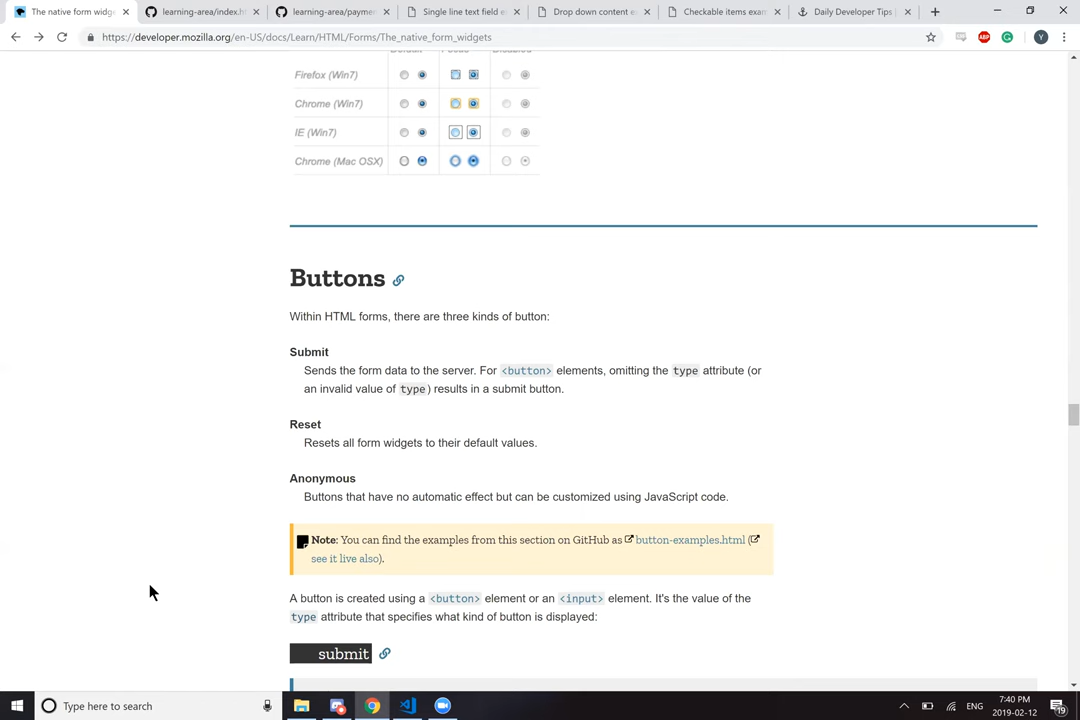 The native form widge
learning-area/index.ht
learning-area/paymen
Single line text field e
Drop down content ex
Checkable items exam
Daily Developer Tips |
https://developer.mozilla.org/en-US/docs/Learn/HTML/Forms/The_native_form_widgets
ABP
Y
Firefox (Win7)
Chrome (Win7)
IE (Win7)
Chrome (Mac OSX)
Buttons
Within HTML forms, there are three kinds of button:
Submit
Sends the form data to the server. For <button> elements, omitting the type attribute (or
an invalid value of type) results in a submit button.
Reset
Resets all form widgets to their default values.
Anonymous
Buttons that have no automatic effect but can be customized using JavaScript code.
Note: You can find the examples from this section on GitHub as button-examples.html (
see it live also).
A button is created using a <button> element or an <input> element. It's the value of the
type attribute that specifies what kind of button is displayed:
submit
Type here to search
ENG
7:40 PM
2019-02-12
19